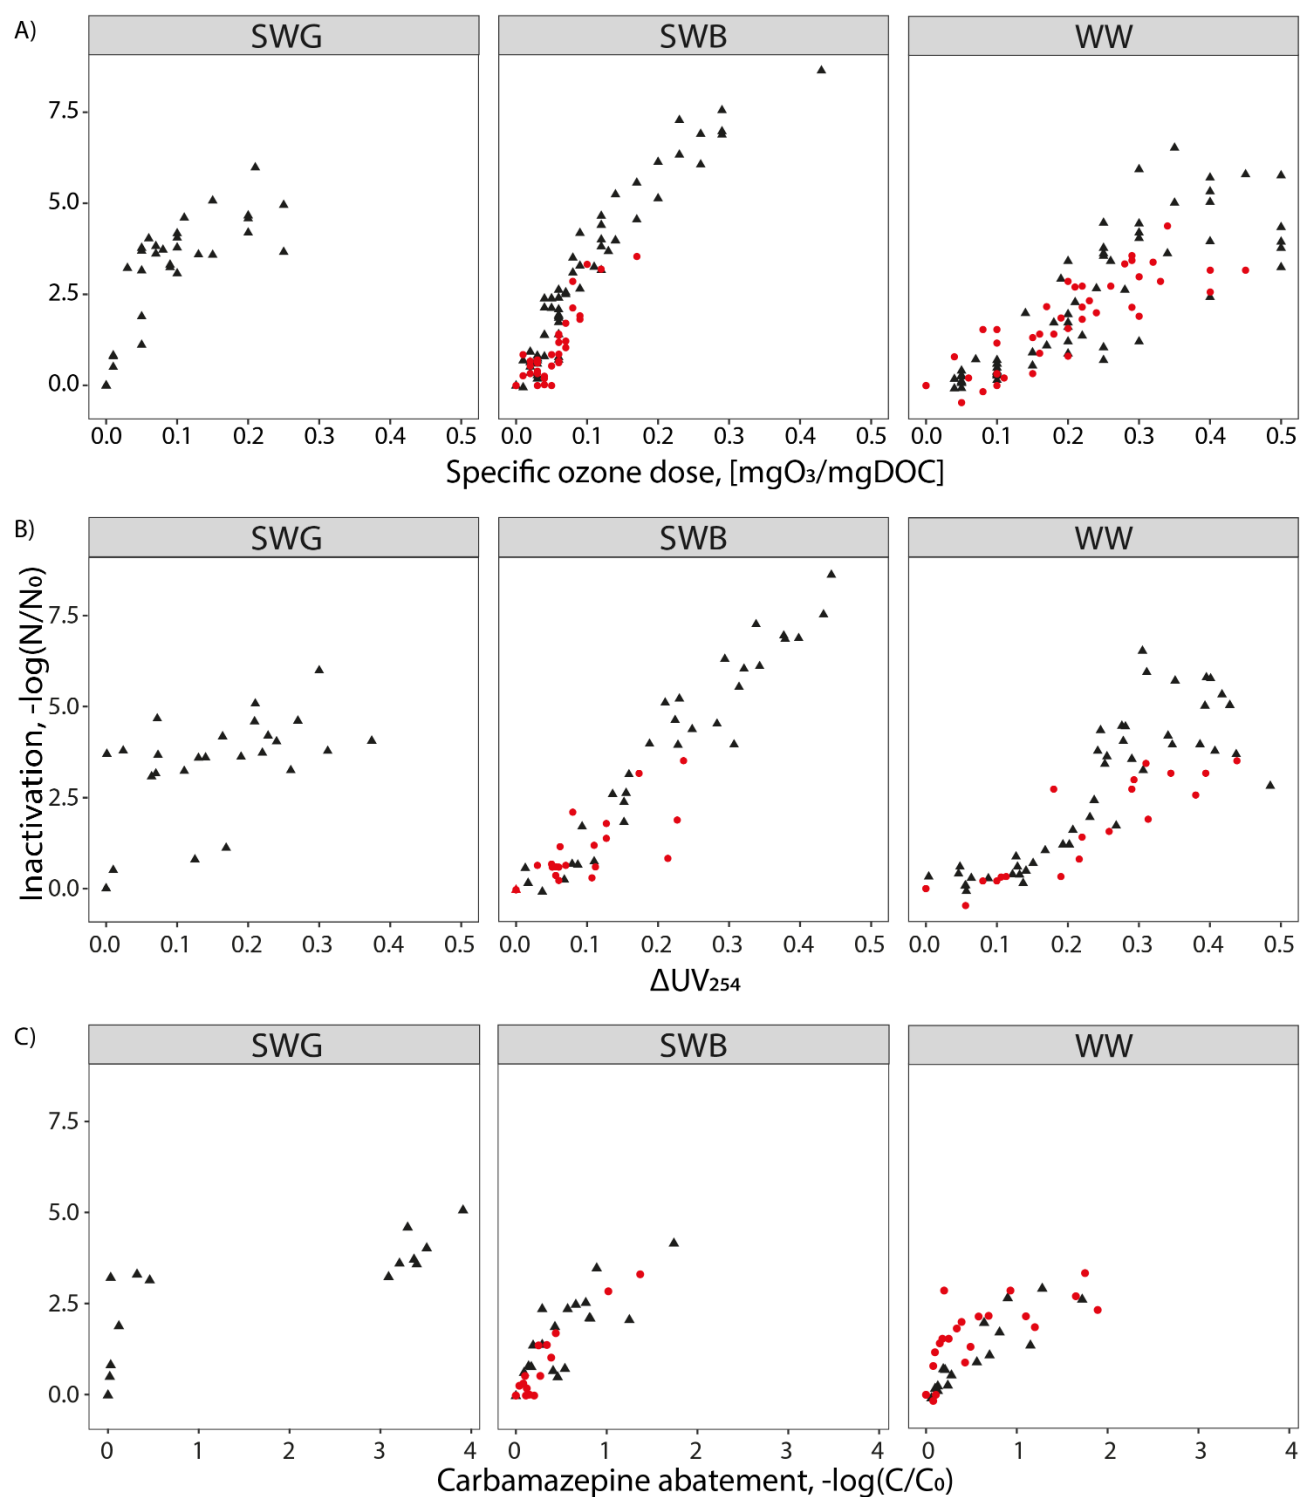 A)
SWG SWB WW
7.5
5.0
2.5
0.0
0.0 0.1 0.2 0.3 0.4 0.5 0.0 0.1 0.2 0.3 0.4 0.5 0.0 0.1 0.2 0.3 0.4 0.5
Specific ozone dose, [mgO₃/mgDOC]
B)
SWG SWB WW
Inactivation, -log(N/N₀)
7.5
5.0
2.5
0.0
0.0 0.1 0.2 0.3 0.4 0.5 0.0 0.1 0.2 0.3 0.4 0.5 0.0 0.1 0.2 0.3 0.4 0.5
ΔUV₂₅₄
C)
SWG SWB WW
7.5
5.0
2.5
0.0
0 1 2 3 4 0 1 2 3 4 0 1 2 3 4
Carbamazepine abatement, -log(C/C₀)